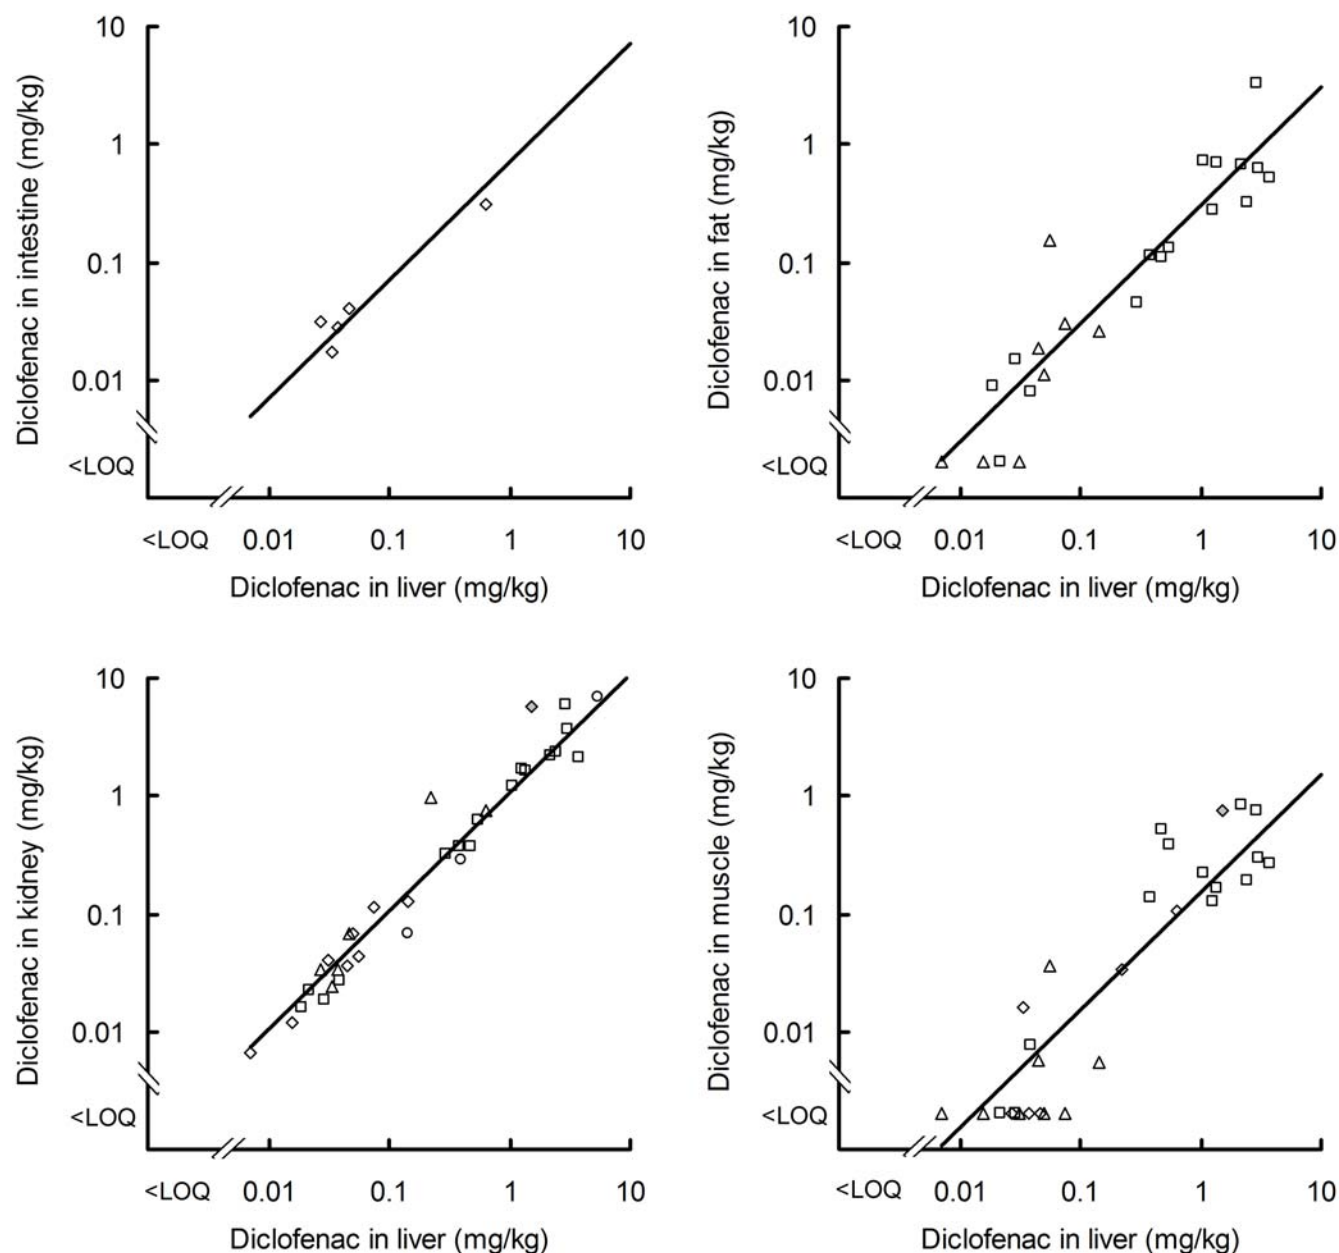 10
1
0.1
0.01
<LOQ
Diclofenac in intestine (mg/kg)
<LOQ 0.01 0.1 1 10
Diclofenac in liver (mg/kg)
10
1
0.1
0.01
<LOQ
Diclofenac in fat (mg/kg)
<LOQ 0.01 0.1 1 10
Diclofenac in liver (mg/kg)
10
1
0.1
0.01
<LOQ
Diclofenac in kidney (mg/kg)
<LOQ 0.01 0.1 1 10
Diclofenac in liver (mg/kg)
10
1
0.1
0.01
<LOQ
Diclofenac in muscle (mg/kg)
<LOQ 0.01 0.1 1 10
Diclofenac in liver (mg/kg)